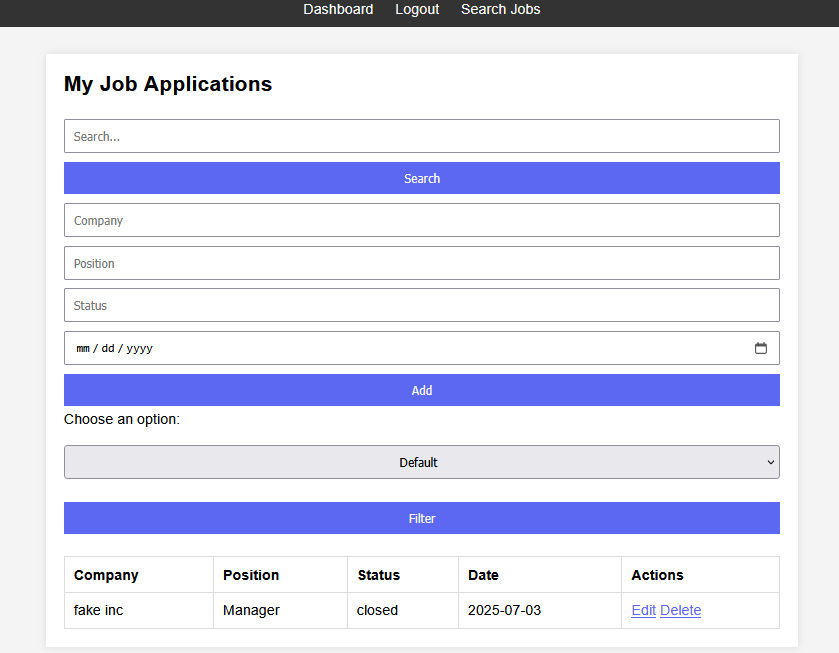 Dashboard Logout Search Jobs
My Job Applications
Search...
Search
Company
Position
Status
mm / dd / yyyy
Add
Choose an option:
Default
Filter
Company Position Status Date Actions
fake inc Manager closed 2025-07-03 Edit Delete